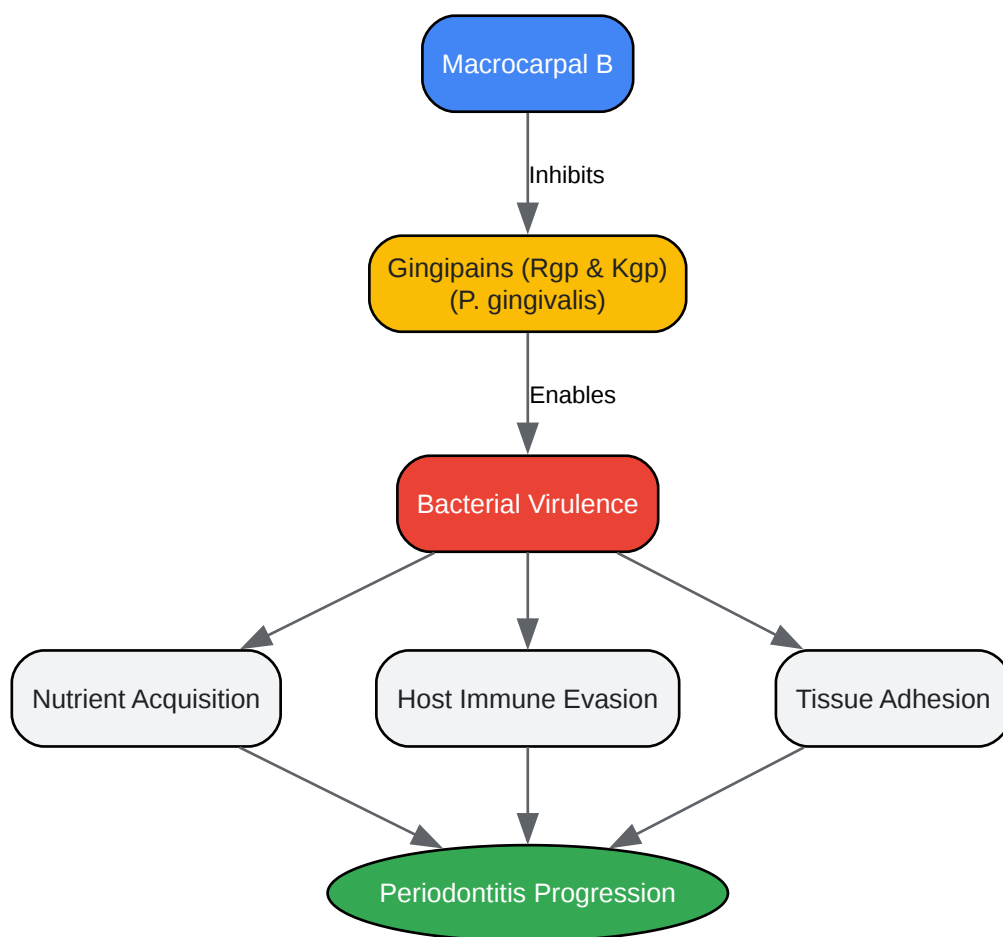 Macrocarpal B
Inhibits
Gingipains (Rgp & Kgp)
(P. gingivalis)
Enables
Bacterial Virulence
Nutrient Acquisition
Host Immune Evasion
Tissue Adhesion
Periodontitis Progression